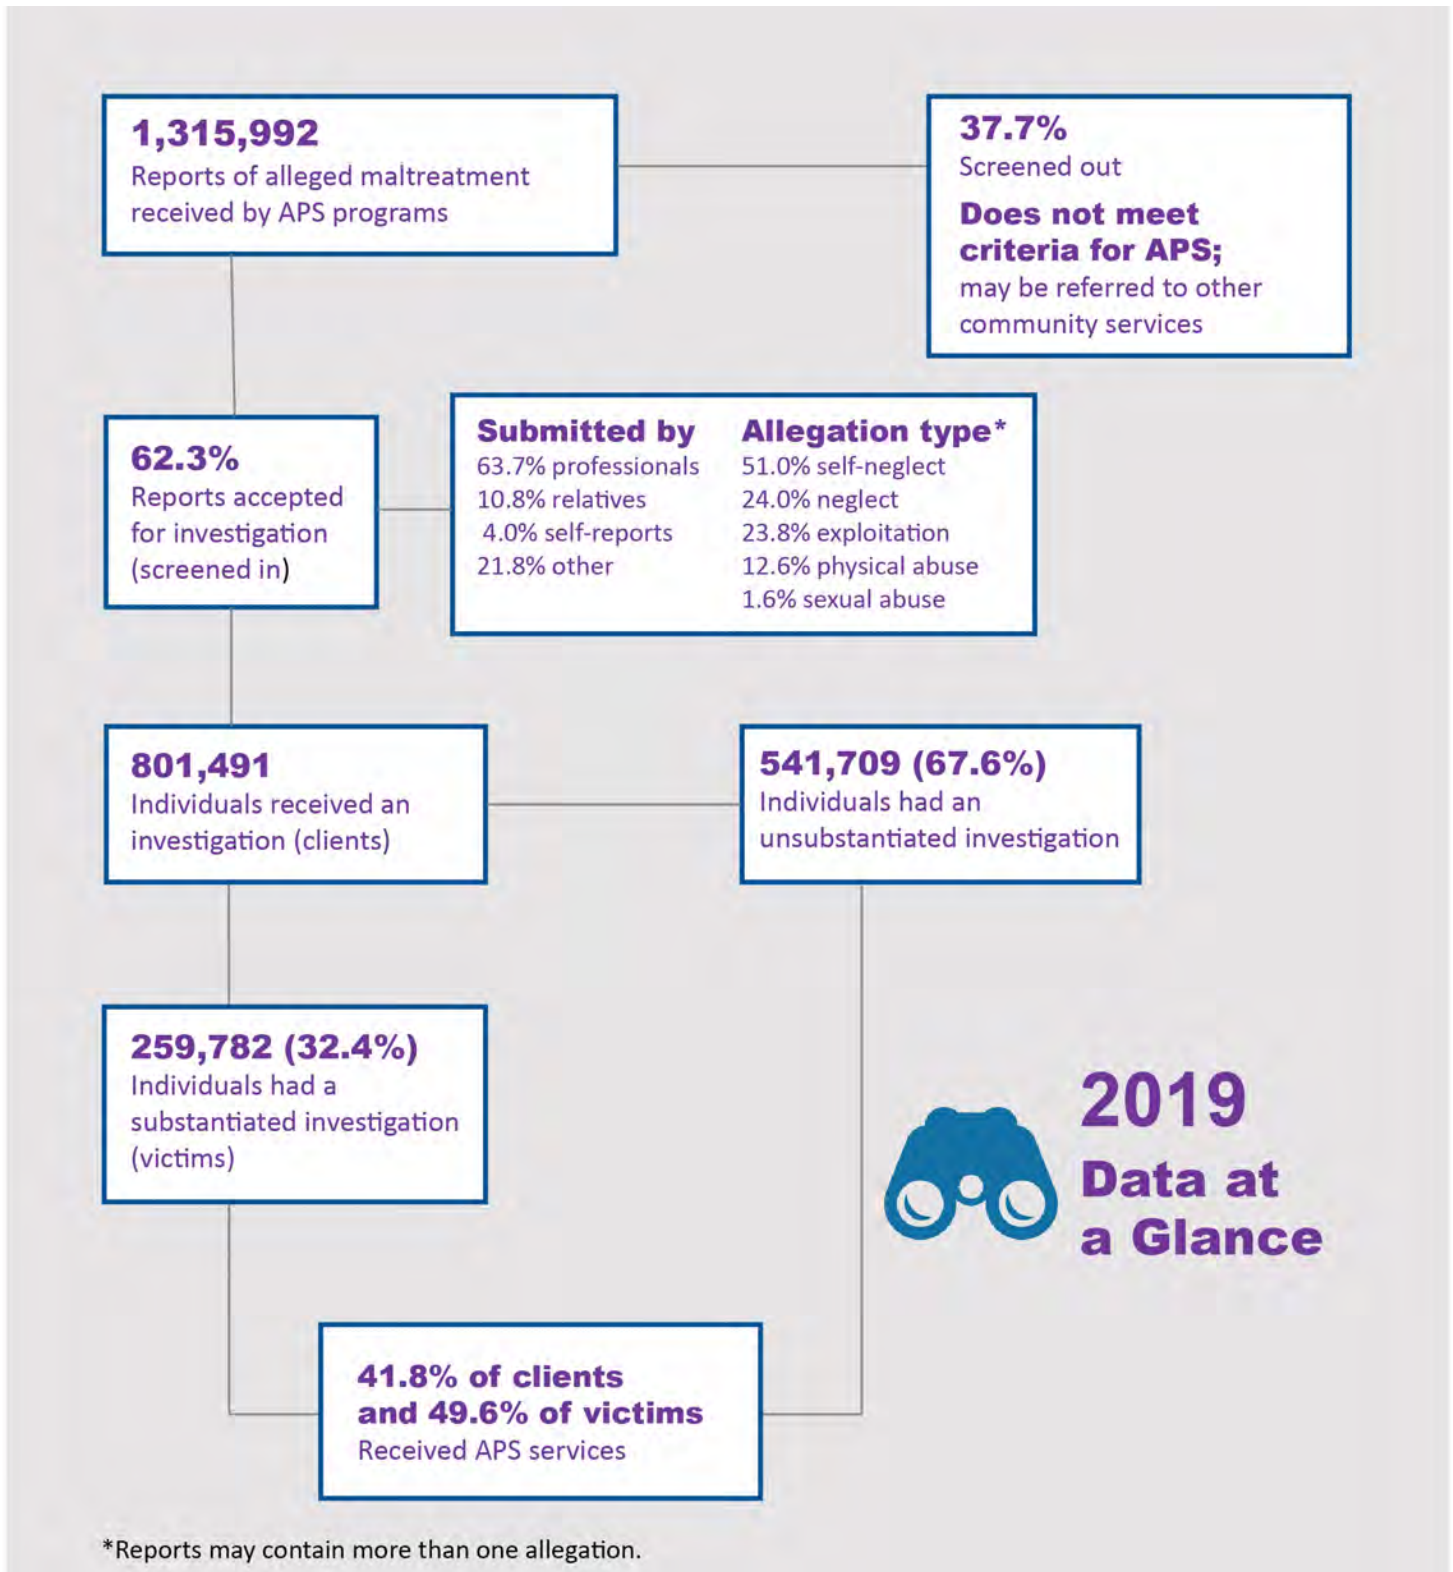 1,315,992
Reports of alleged maltreatment
received by APS programs
37.7%
Screened out
Does not meet
criteria for APS;
may be referred to other
community services
62.3%
Reports accepted
for investigation
(screened in)
Submitted by
63.7% professionals
10.8% relatives
4.0% self-reports
21.8% other
Allegation type*
51.0% self-neglect
24.0% neglect
23.8% exploitation
12.6% physical abuse
1.6% sexual abuse
801,491
Individuals received an
investigation (clients)
541,709 (67.6%)
Individuals had an
unsubstantiated investigation
259,782 (32.4%)
Individuals had a
substantiated investigation
(victims)
2019
Data at
a Glance
41.8% of clients
and 49.6% of victims
Received APS services
*Reports may contain more than one allegation.